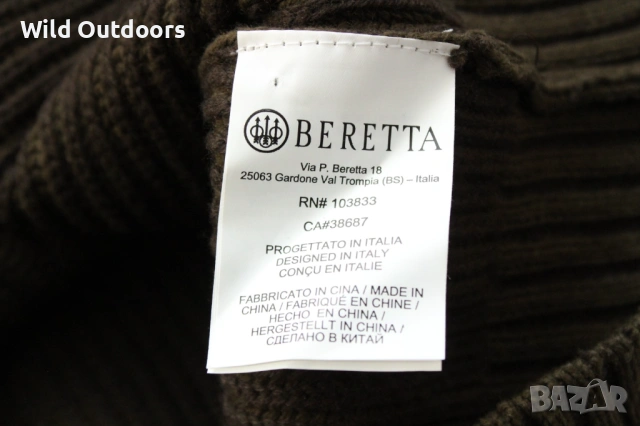 Wild Outdoors
BERETTA
Via P. Beretta 18
25063 Gardone Val Trompia (BS) – Italia
RN# 103833
CA#38687
PROGETTATO IN ITALIA
DESIGNED IN ITALY
CONÇU EN ITALIE
FABBRICATO IN CINA / MADE IN
CHINA / FABRIQUÉ EN CHINE /
HECHO EN CHINA /
HERGESTELLT IN CHINA /
СДЕЛАНО В КИТАЙ
BAZAR